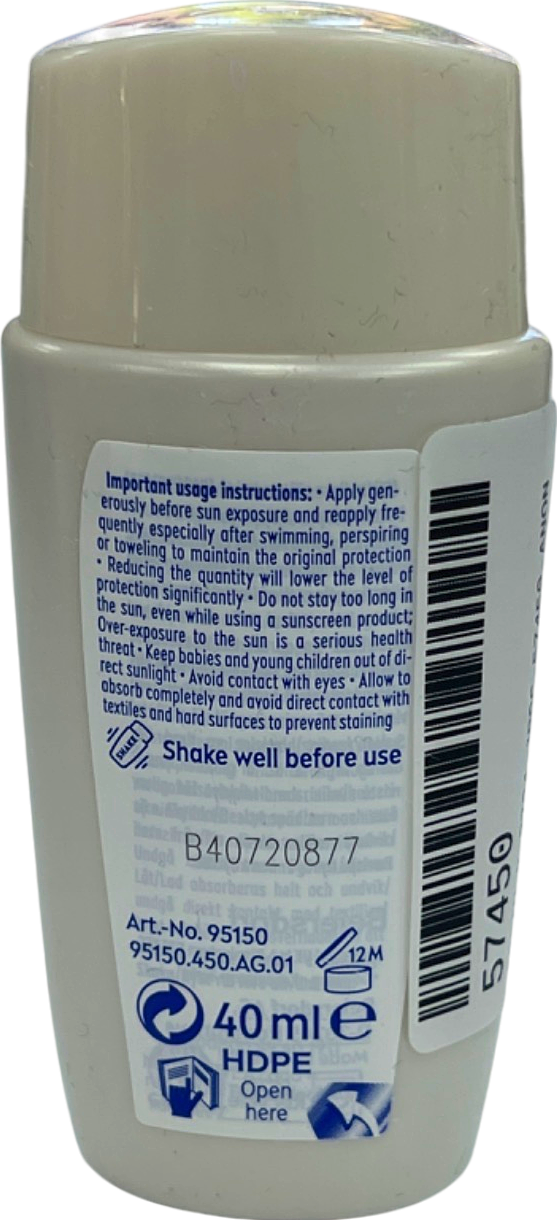 Important usage instructions: • Apply gen-
erously before sun exposure and reapply fre-
quently especially after swimming, perspiring
or toweling to maintain the original protection
• Reducing the quantity will lower the level of
protection significantly • Do not stay too long in
the sun, even while using a sunscreen product;
Over-exposure to the sun is a serious health
threat • Keep babies and young children out of di-
rect sunlight • Avoid contact with eyes • Allow to
absorb completely and avoid direct contact with
textiles and hard surfaces to prevent staining
SHAKE!
Shake well before use
B40720877
Art.-No. 95150
95150.450.AG.01
12M
40 ml e
HDPE
Open
here
57450